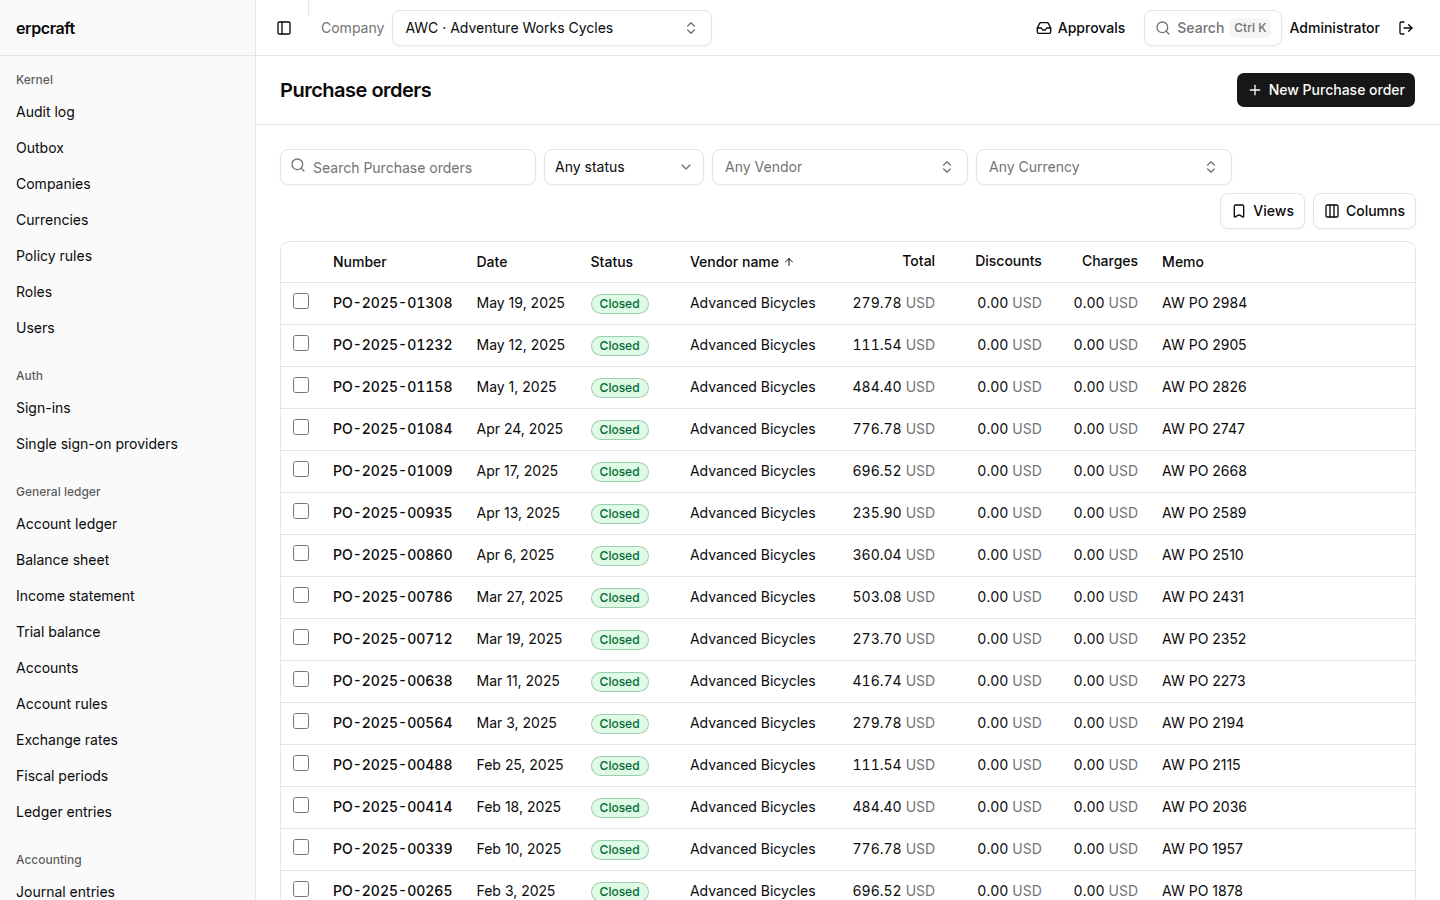 erpcraft
Company AWC · Adventure Works Cycles Approvals Search Ctrl K Administrator
Kernel
Audit log
Outbox
Companies
Currencies
Policy rules
Roles
Users
Auth
Sign-ins
Single sign-on providers
General ledger
Account ledger
Balance sheet
Income statement
Trial balance
Accounts
Account rules
Exchange rates
Fiscal periods
Ledger entries
Accounting
Journal entries
Purchase orders New Purchase order
Search Purchase orders Any status Any Vendor Any Currency
Views Columns
Number Date Status Vendor name Total Discounts Charges Memo
PO-2025-01308 May 19, 2025 Closed Advanced Bicycles 279.78 USD 0.00 USD 0.00 USD AW PO 2984
PO-2025-01232 May 12, 2025 Closed Advanced Bicycles 111.54 USD 0.00 USD 0.00 USD AW PO 2905
PO-2025-01158 May 1, 2025 Closed Advanced Bicycles 484.40 USD 0.00 USD 0.00 USD AW PO 2826
PO-2025-01084 Apr 24, 2025 Closed Advanced Bicycles 776.78 USD 0.00 USD 0.00 USD AW PO 2747
PO-2025-01009 Apr 17, 2025 Closed Advanced Bicycles 696.52 USD 0.00 USD 0.00 USD AW PO 2668
PO-2025-00935 Apr 13, 2025 Closed Advanced Bicycles 235.90 USD 0.00 USD 0.00 USD AW PO 2589
PO-2025-00860 Apr 6, 2025 Closed Advanced Bicycles 360.04 USD 0.00 USD 0.00 USD AW PO 2510
PO-2025-00786 Mar 27, 2025 Closed Advanced Bicycles 503.08 USD 0.00 USD 0.00 USD AW PO 2431
PO-2025-00712 Mar 19, 2025 Closed Advanced Bicycles 273.70 USD 0.00 USD 0.00 USD AW PO 2352
PO-2025-00638 Mar 11, 2025 Closed Advanced Bicycles 416.74 USD 0.00 USD 0.00 USD AW PO 2273
PO-2025-00564 Mar 3, 2025 Closed Advanced Bicycles 279.78 USD 0.00 USD 0.00 USD AW PO 2194
PO-2025-00488 Feb 25, 2025 Closed Advanced Bicycles 111.54 USD 0.00 USD 0.00 USD AW PO 2115
PO-2025-00414 Feb 18, 2025 Closed Advanced Bicycles 484.40 USD 0.00 USD 0.00 USD AW PO 2036
PO-2025-00339 Feb 10, 2025 Closed Advanced Bicycles 776.78 USD 0.00 USD 0.00 USD AW PO 1957
PO-2025-00265 Feb 3, 2025 Closed Advanced Bicycles 696.52 USD 0.00 USD 0.00 USD AW PO 1878